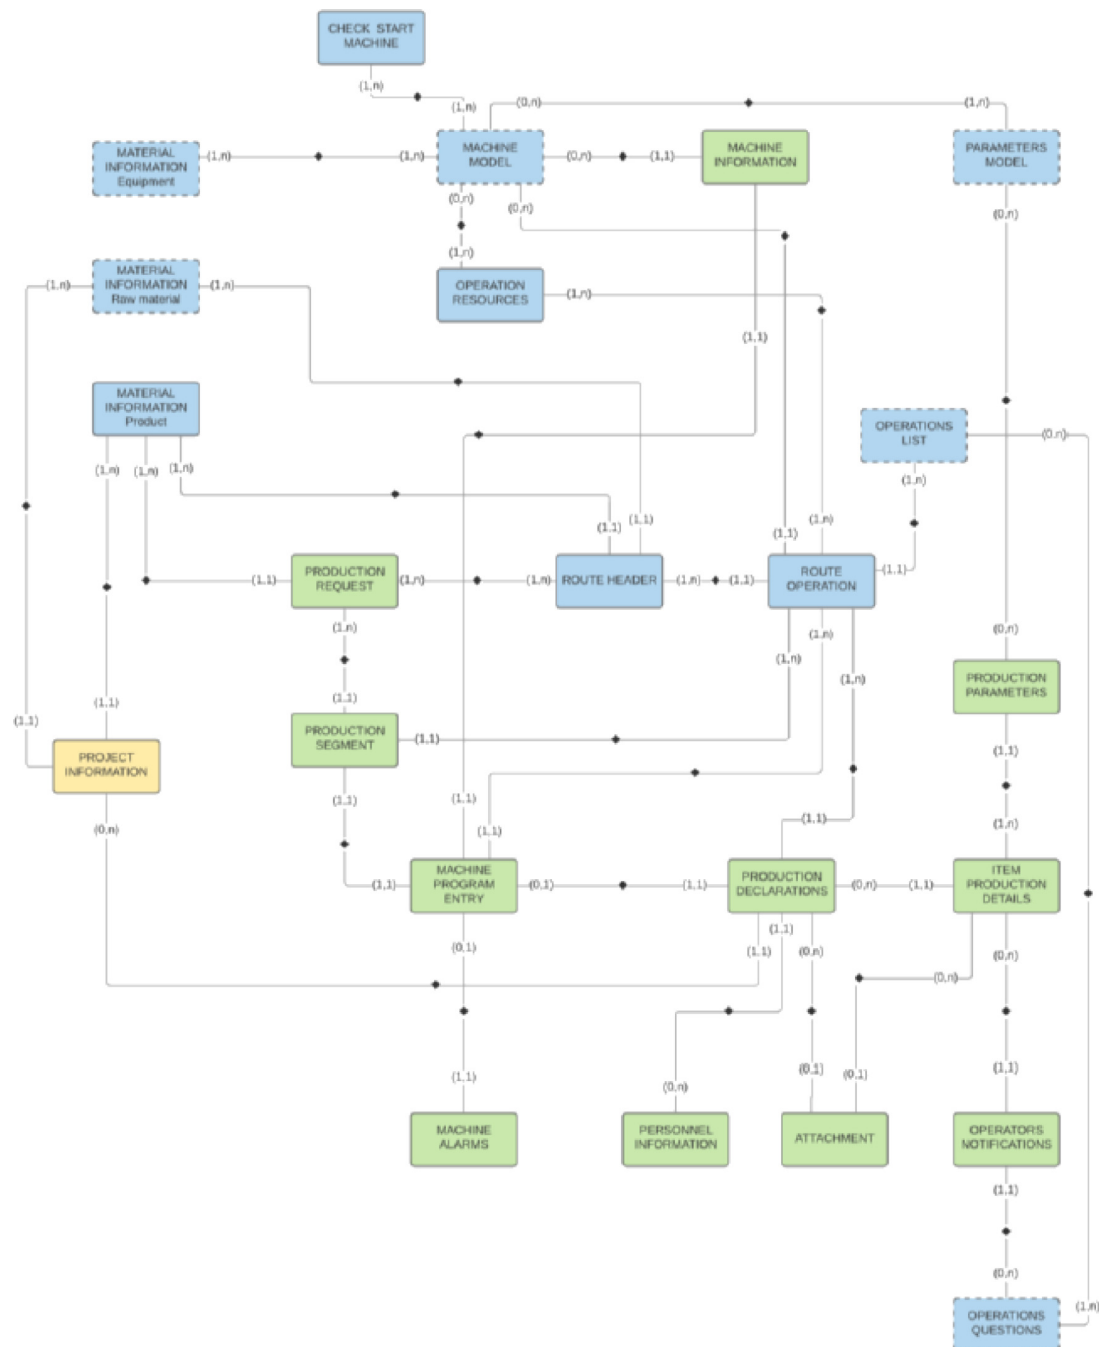 CHECK START
MACHINE
(1,n)
(1,n)
(0,n)
(1,n)
MATERIAL
INFORMATION
Equipment
(1,n)
(1,n)
MACHINE
MODEL
(0,n)
(1,1)
MACHINE
INFORMATION
PARAMETERS
MODEL
(0,n)
(0,n)
(0,n)
(1,n)
MATERIAL
INFORMATION
Raw material
(1,n)
(1,n)
OPERATION
RESOURCES
(1,n)
(1,1)
MATERIAL
INFORMATION
Product
OPERATIONS
LIST
(0,n)
(1,n)
(1,n)
(1,n)
(1,n)
(1,1)
(1,1)
(1,n)
(1,1)
PRODUCTION
REQUEST
(1,1)
(1,n)
(1,n)
ROUTE HEADER
(1,n)
(1,1)
ROUTE
OPERATION
(1,1)
(1,n)
(1,n)
(1,n)
(1,n)
(0,n)
PRODUCTION
PARAMETERS
(1,1)
(1,1)
(1,1)
PRODUCTION
SEGMENT
(1,1)
PROJECT
INFORMATION
(1,1)
(1,1)
(0,n)
(1,1)
(1,1)
(1,1)
(1,n)
(1,1)
MACHINE
PROGRAM
ENTRY
(0,1)
(1,1)
PRODUCTION
DECLARATIONS
(0,n)
(1,1)
ITEM
PRODUCTION
DETAILS
(0,1)
(1,1)
(1,1)
(0,n)
(0,n)
(0,n)
(1,1)
(0,n)
(0,1)
(0,1)
(1,1)
MACHINE
ALARMS
PERSONNEL
INFORMATION
ATTACHMENT
OPERATORS
NOTIFICATIONS
(1,1)
(0,n)
(1,n)
OPERATIONS
QUESTIONS